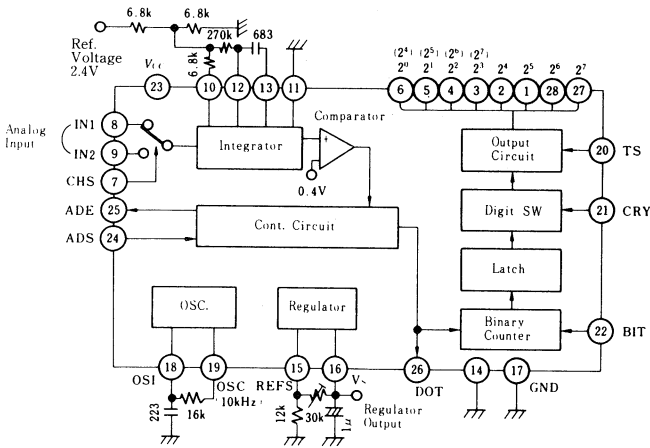 6.8k
6.8k
Ref.
Voltage
2.4V
270k
683
6.8k
VCC
23
10
12
13
11
(2⁴) (2⁵) (2⁶) (2⁷)
2⁰ 2¹ 2² 2³ 2⁴ 2⁵ 2⁶ 2⁷
6 5 4 3 2 1 28 27
Analog
Input
IN1
8
IN2
9
CHS
7
ADE
25
ADS
24
Integrator
Comparator
+
-
0.4V
Cont. Circuit
Output
Circuit
20
TS
Digit SW
21
CRY
Latch
Binary
Counter
22
BIT
OSC.
Regulator
18
19
15
16
26
14
17
OSI
OSC
(10kHz)
REFS
DOT
GND
223
16k
12k
30k
1μ
Regulator
Output